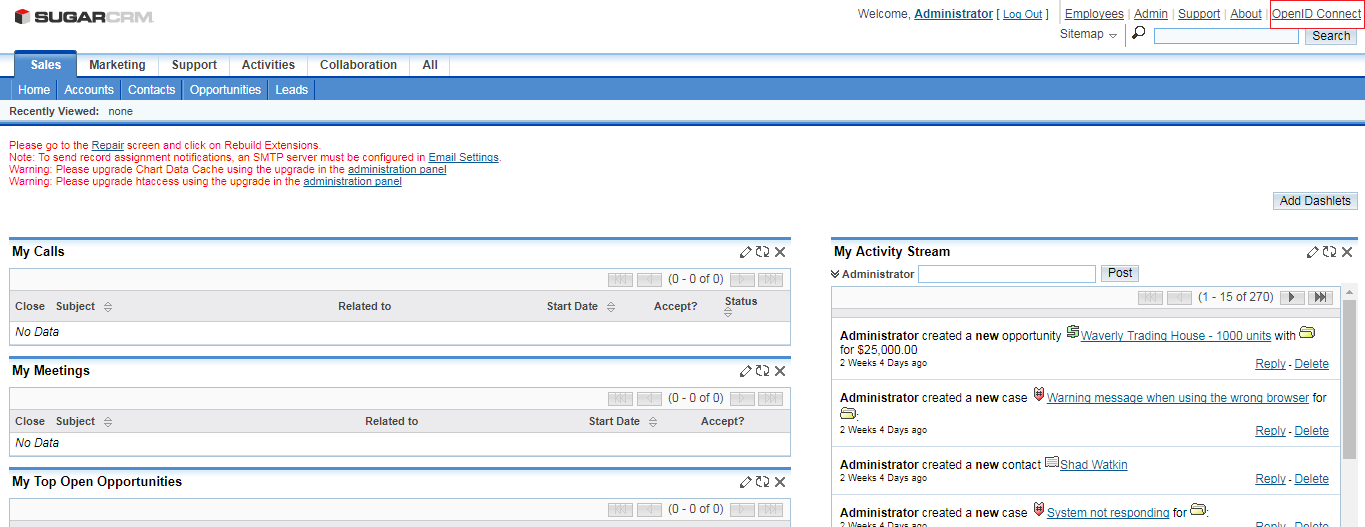 SUGARCRM
Welcome, Administrator [ Log Out ] Employees | Admin | Support | About | OpenID Connect
Sitemap Search
Sales Marketing Support Activities Collaboration All
Home Accounts Contacts Opportunities Leads
Recently Viewed: none
Please go to the Repair screen and click on Rebuild Extensions.
Note: To send record assignment notifications, an SMTP server must be configured in Email Settings.
Warning: Please upgrade Chart Data Cache using the upgrade in the administration panel
Warning: Please upgrade htaccess using the upgrade in the administration panel
Add Dashlets
My Calls
(0 - 0 of 0)
Close Subject Related to Start Date Accept? Status
No Data
My Meetings
(0 - 0 of 0)
Close Subject Related to Start Date Accept?
No Data
My Top Open Opportunities
(0 - 0 of 0)
My Activity Stream
Administrator Post
(1 - 15 of 270)
Administrator created a new opportunity Waverly Trading House - 1000 units with
for $25,000.00
2 Weeks 4 Days ago Reply - Delete
Administrator created a new case Warning message when using the wrong browser for
:
2 Weeks 4 Days ago Reply - Delete
Administrator created a new contact Shad Watkin
2 Weeks 4 Days ago Reply - Delete
Administrator created a new case System not responding for :
2 Weeks 4 Days ago Reply - Delete